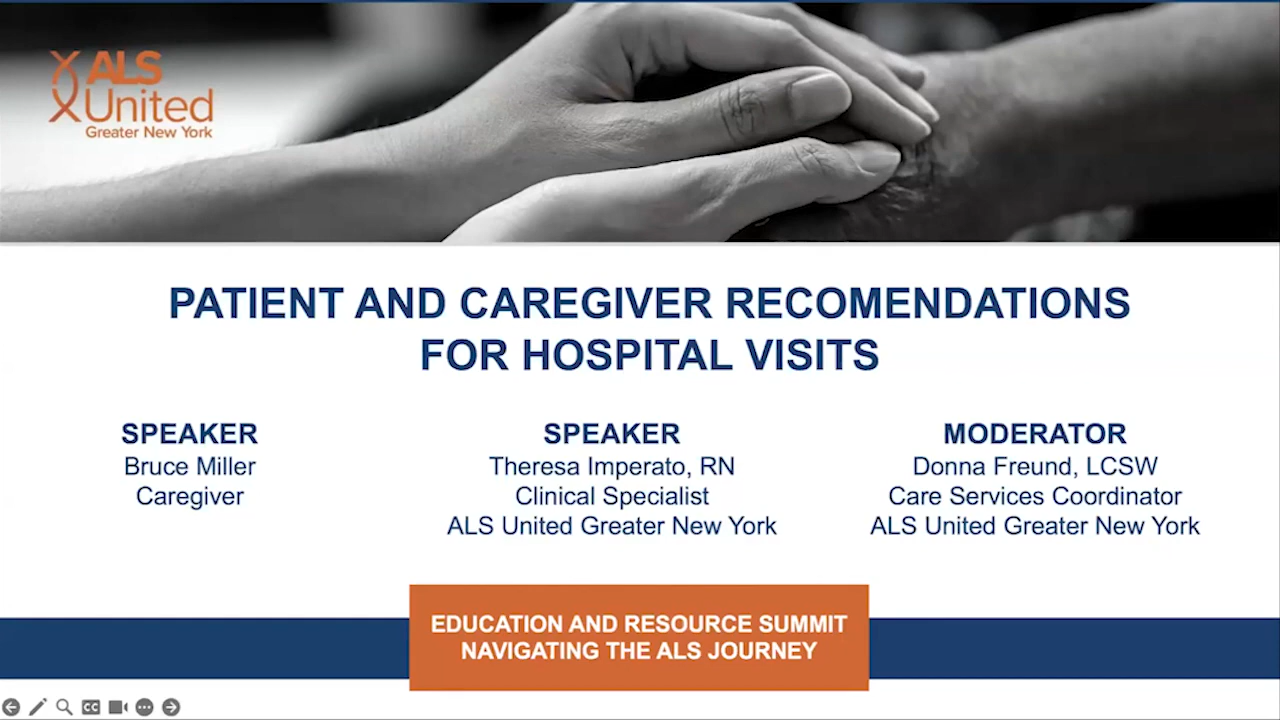 ALS
United
Greater New York
PATIENT AND CAREGIVER RECOMENDATIONS
FOR HOSPITAL VISITS
SPEAKER
Bruce Miller
Caregiver
SPEAKER
Theresa Imperato, RN
Clinical Specialist
ALS United Greater New York
MODERATOR
Donna Freund, LCSW
Care Services Coordinator
ALS United Greater New York
EDUCATION AND RESOURCE SUMMIT
NAVIGATING THE ALS JOURNEY
CC